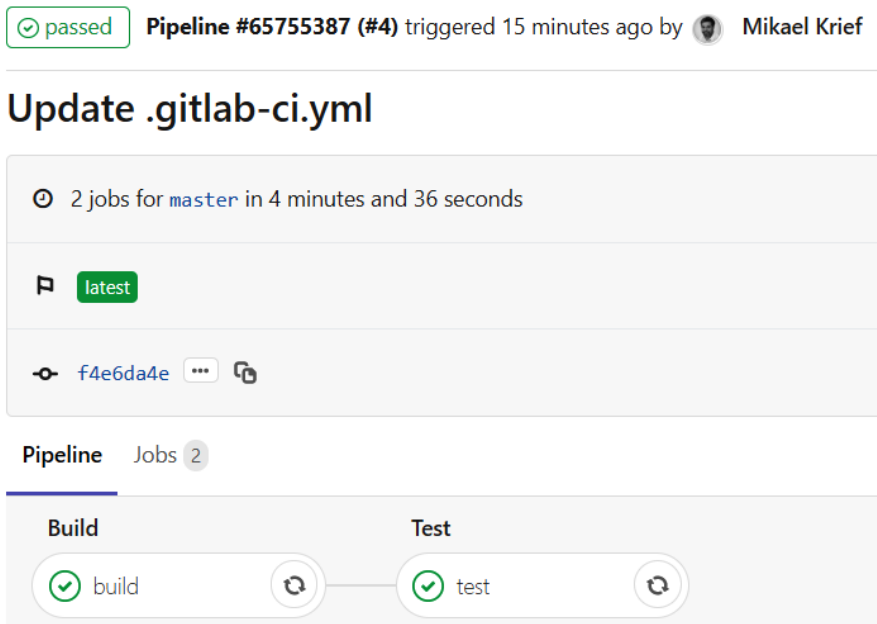 passed Pipeline #65755387 (#4) triggered 15 minutes ago by Mikael Krief
Update .gitlab-ci.yml
2 jobs for master in 4 minutes and 36 seconds
latest
f4e6da4e ...
Pipeline Jobs 2
Build Test
build test